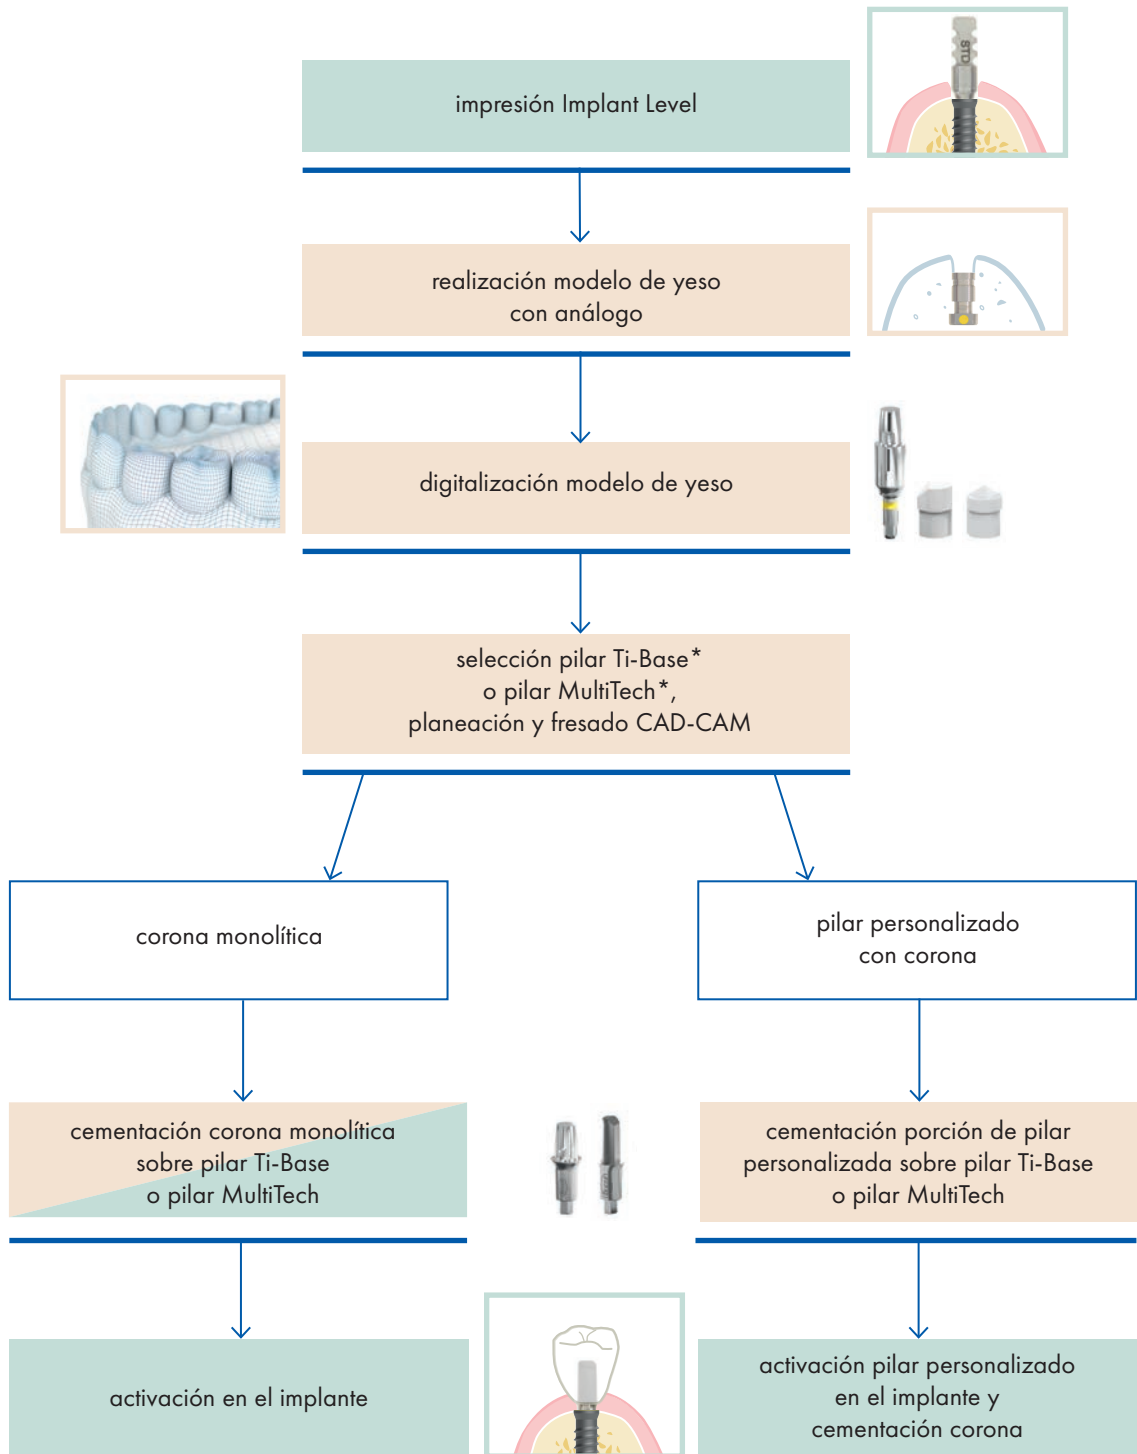 impresión Implant Level
STD
realización modelo de yeso
con análogo
digitalización modelo de yeso
selección pilar Ti-Base*
o pilar MultiTech*,
planeación y fresado CAD-CAM
corona monolítica
pilar personalizado
con corona
cementación corona monolítica
sobre pilar Ti-Base
o pilar MultiTech
cementación porción de pilar
personalizada sobre pilar Ti-Base
o pilar MultiTech
activación en el implante
activación pilar personalizado
en el implante y
cementación corona